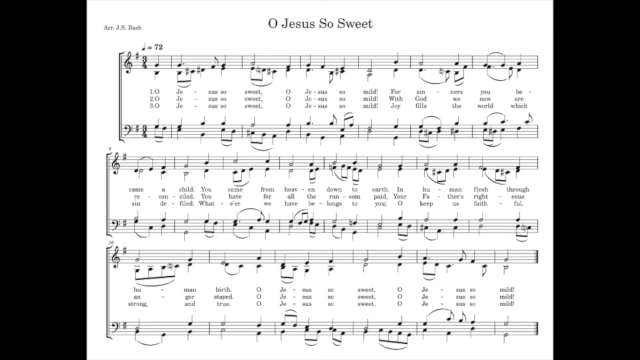 O Jesus So Sweet
Arr. J.S. Bach
♩ = 72
1.O Je - sus so sweet, O Je - sus so mild! For sin - ners you be-
2.O Je - sus so sweet, O Je - sus so mild! With God we now are
3.O Je - sus so sweet, O Je - sus so mild! Joy fills the world which
came a child. You came from heav - en down to earth. In hu - man flesh through
re - con - ciled. You have for all the ran - som paid, Your Fa - ther's right - eous
sin de - filed. What - e'er we have be - longs to you; O keep us faith - ful,
hu - man birth. O Je - sus so sweet, O Je - sus so mild!
an - ger stayed. O Je - sus so sweet, O Je - sus so mild!
strong, and true. O Je - sus so sweet, O Je - sus so mild!